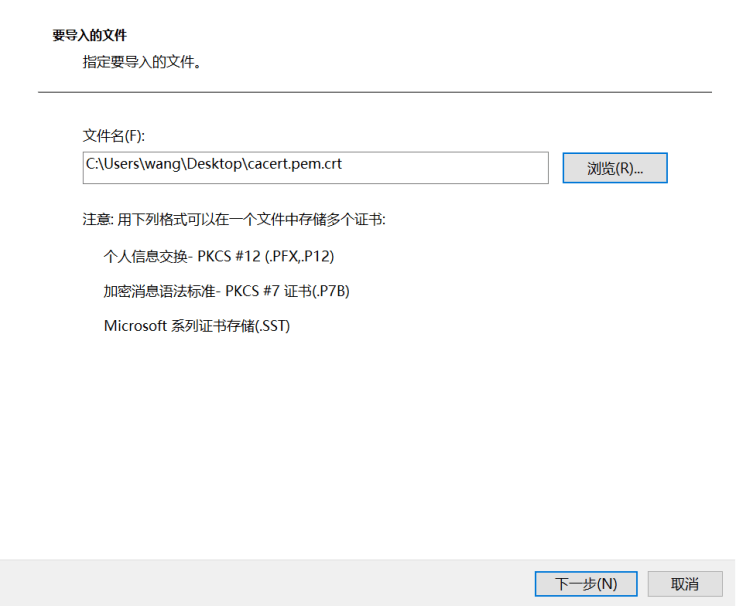 要导入的文件
指定要导入的文件。
文件名(F):
C:\Users\wang\Desktop\cacert.pem.crt
浏览(R)...
注意: 用下列格式可以在一个文件中存储多个证书:
个人信息交换- PKCS #12 (.PFX,.P12)
加密消息语法标准- PKCS #7 证书(.P7B)
Microsoft 系列证书存储(.SST)
下一步(N)
取消